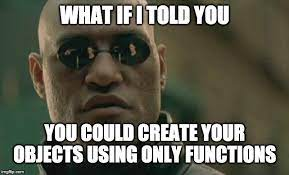 WHAT IF I TOLD YOU
YOU COULD CREATE YOUR
OBJECTS USING ONLY FUNCTIONS
imgflip.com